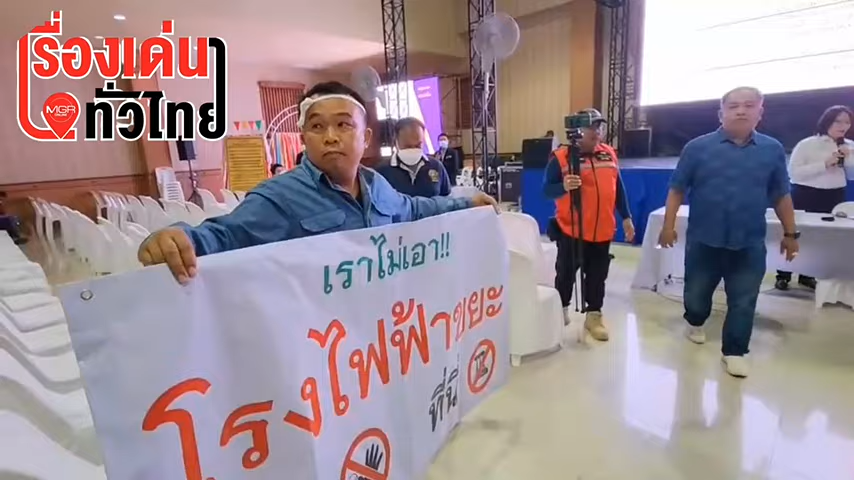 เรื่องเด่น
ทั่วไทย
MGR
ONLINE
เราไม่เอา!!
โรงไฟฟ้าขยะ
ที่นี่